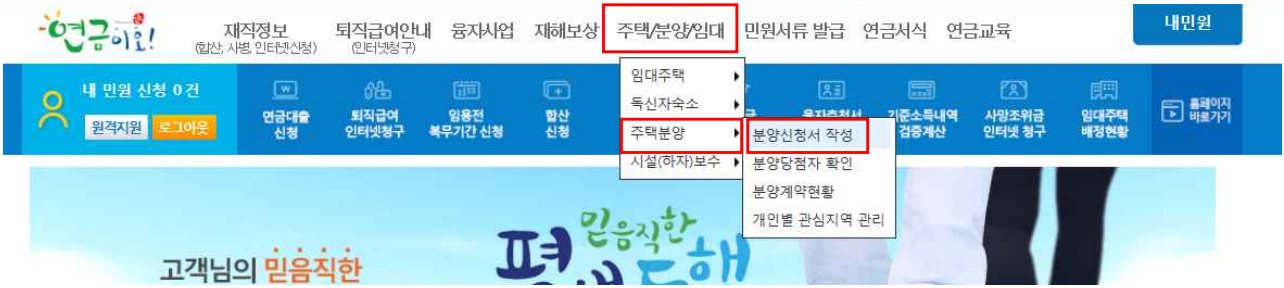 연금이호!
재직정보
(합산, 사병, 인터넷신청)
퇴직급여안내
(인터넷청구)
융자사업
재해보상
주택/분양/임대
민원서류 발급
연금서식
연금교육
내민원
내 민원 신청 0건
원격지원
로그아웃
연금대출
신청
퇴직급여
인터넷청구
임용전
복무기간 신청
합산
신청
기준소득내역
검증계산
사망조위금
인터넷 청구
임대주택
배정현황
홈페이지
바로가기
임대주택
독신자숙소
주택분양
시설(하자)보수
분양신청서 작성
분양당첨자 확인
분양계약현황
개인별 관심지역 관리
고객님의 믿음직한
믿음직한